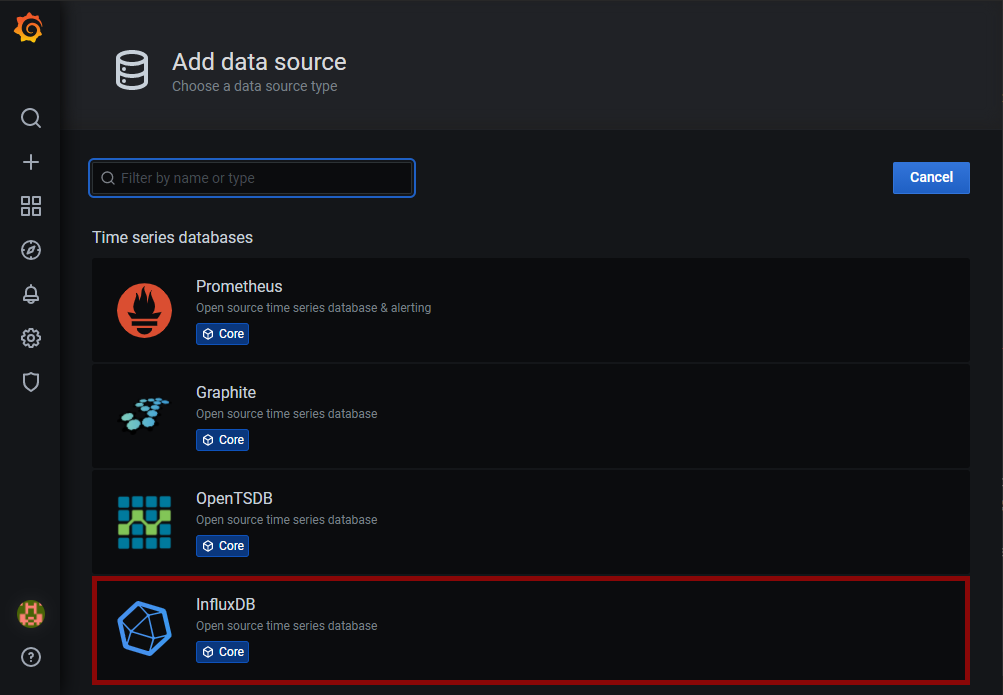 Add data source
Choose a data source type
Filter by name or type
Cancel
Time series databases
Prometheus
Open source time series database & alerting
Core
Graphite
Open source time series database
Core
OpenTSDB
Open source time series database
Core
InfluxDB
Open source time series database
Core